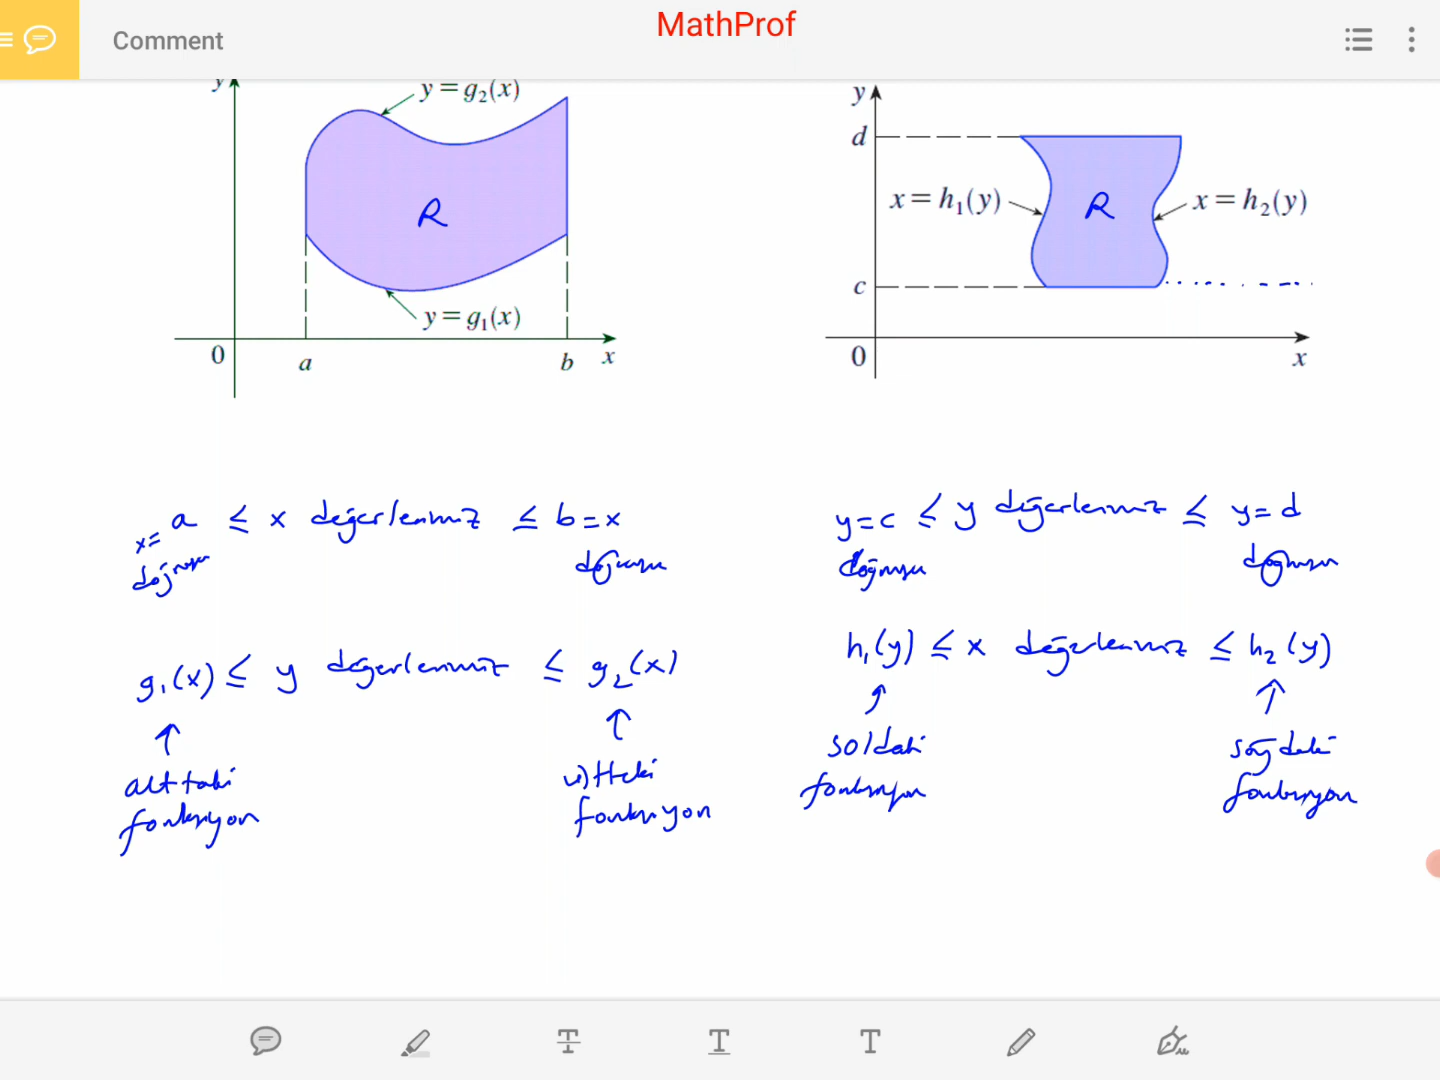 MathProf
Comment
y
y = g₂(x)
R
y = g₁(x)
0
a
b
x
y
d
x = h₁(y)
R
x = h₂(y)
c
0
x
x= a ≤ x değerlerimiz ≤ b = x
doğrusu
doğrusu
g₁(x) ≤ y değerlerimiz ≤ g₂(x)
↑
↑
alttaki
fonksiyon
üstteki
fonksiyon
y=c ≤ y değerlerimiz ≤ y=d
doğrusu
doğrusu
h₁(y) ≤ x değerlerimiz ≤ h₂(y)
↑
↑
soldaki
fonksiyon
sağdaki
fonksiyon
T
T
T